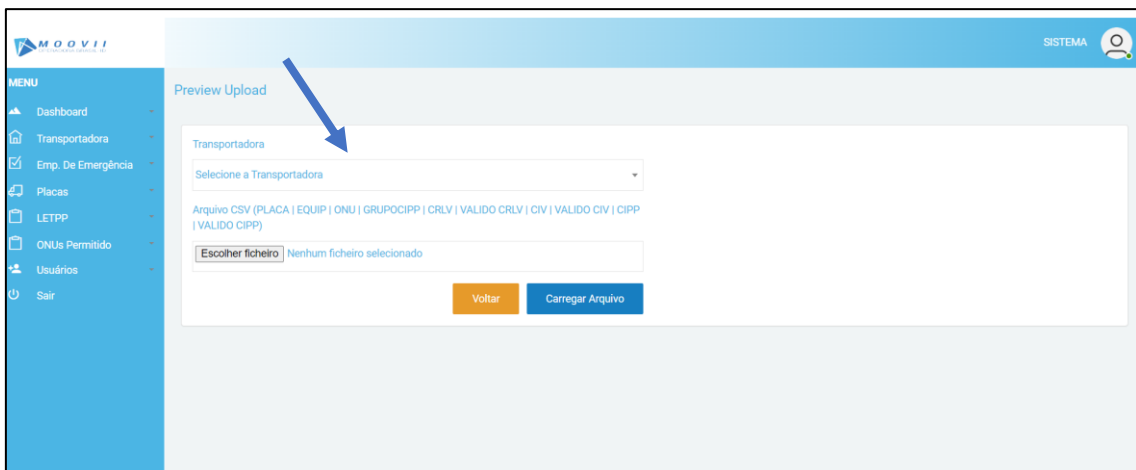 MOOVII
SISTEMA
MENU
Dashboard
Transportadora
Emp. De Emergência
Placas
LETPP
ONUs Permitido
Usuários
Sair
Preview Upload
Transportadora
Selecione a Transportadora
Arquivo CSV (PLACA | EQUIP | ONU | GRUPOCIPP | CRLV | VALIDO CRLV | CIV | VALIDO CIV | CIPP
| VALIDO CIPP)
Escolher ficheiro Nenhum ficheiro selecionado
Voltar Carregar Arquivo